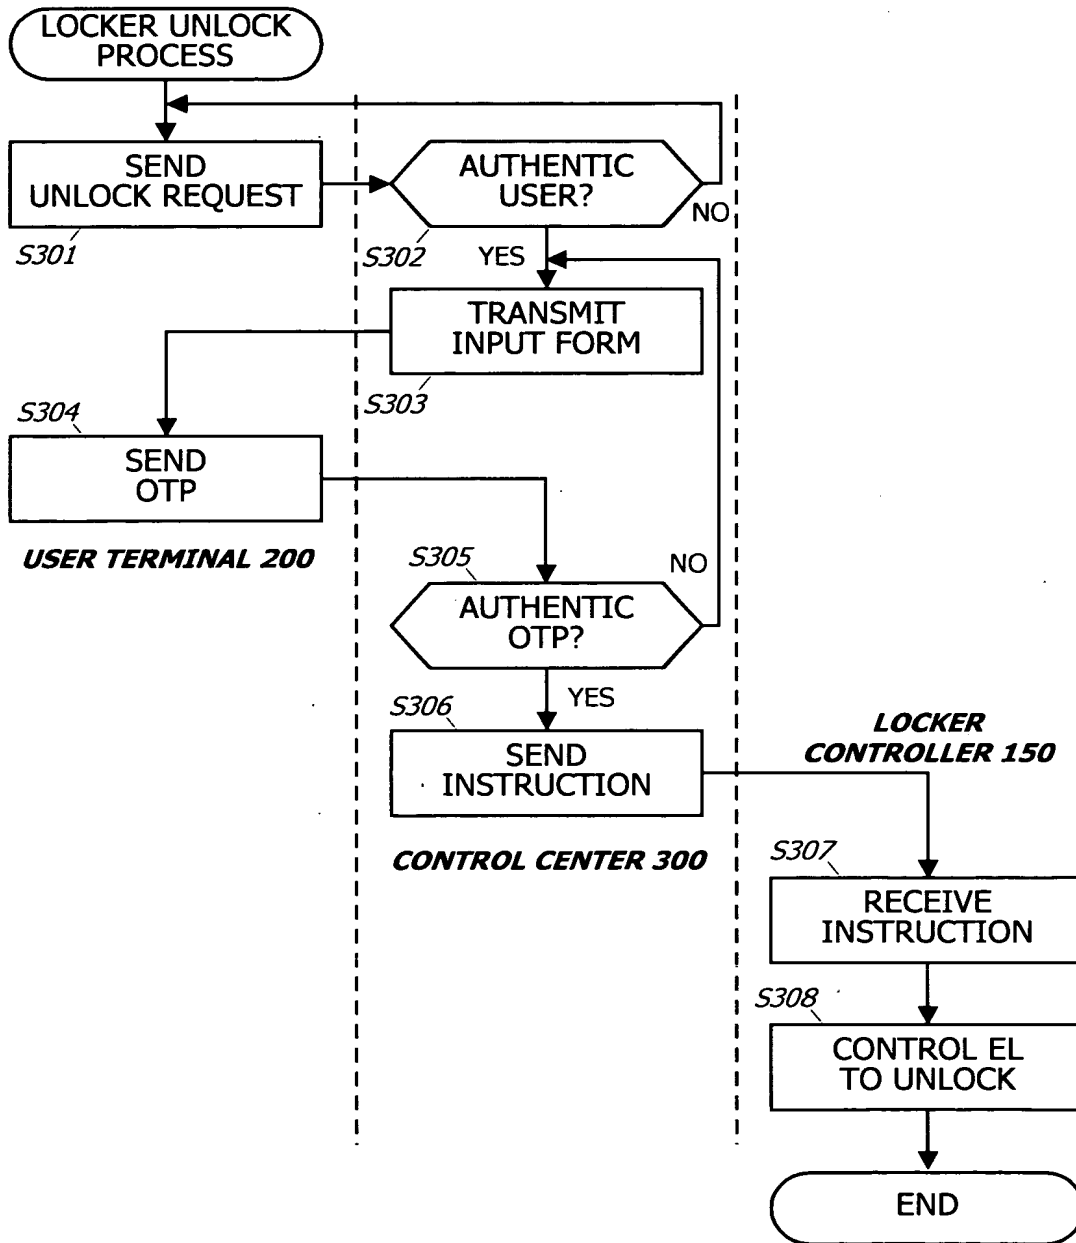 LOCKER UNLOCK
PROCESS
SEND
UNLOCK REQUEST
S301
AUTHENTIC
USER?
NO
S302
YES
TRANSMIT
INPUT FORM
S303
S304
SEND
OTP
USER TERMINAL 200
S305
NO
AUTHENTIC
OTP?
YES
S306
SEND
INSTRUCTION
CONTROL CENTER 300
LOCKER
CONTROLLER 150
S307
RECEIVE
INSTRUCTION
S308
CONTROL EL
TO UNLOCK
END